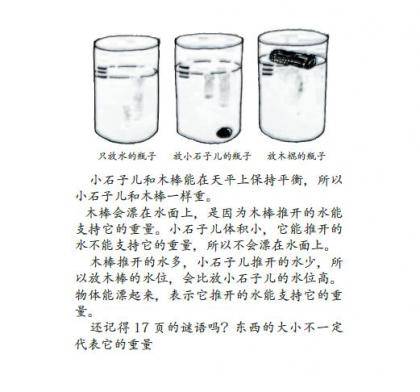 只放水的瓶子 放小石子儿的瓶子 放木棍的瓶子
小石子儿和木棒能在天平上保持平衡，所以
小石子儿和木棒一样重。
木棒会漂在水面上，是因为木棒推开的水能
支持它的重量。小石子儿体积小，它能推开的
水不能支持它的重量，所以不会漂在水面上。
木棒推开的水多，小石子儿推开的水少，所
以放木棒的水位，会比放小石子儿的水位高。
物体能漂起来，表示它推开的水能支持它的重
量。
还记得17页的谜语吗？东西的大小不一定
代表它的重量